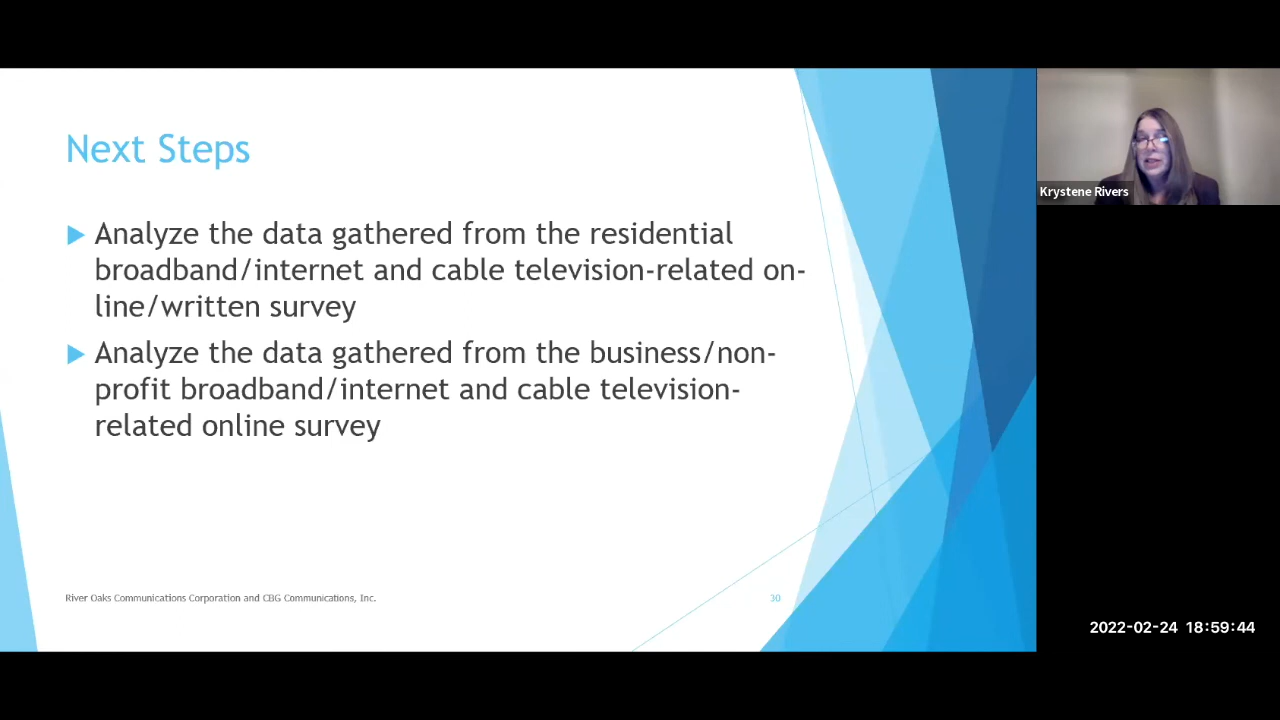 Next Steps
Analyze the data gathered from the residential
broadband/internet and cable television-related on-
line/written survey
Analyze the data gathered from the business/non-
profit broadband/internet and cable television-
related online survey
River Oaks Communications Corporation and CBG Communications, Inc.
30
Krystene Rivers
2022-02-24 18:59:44